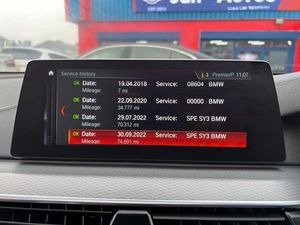 Service history
3 PremierP 11:07
OK Date: 19.04.2018 Service: 08604 BMW
Mileage: 7 mi
OK Date: 22.09.2020 Service: 00000 BMW
Mileage: 34.777 mi
OK Date: 29.07.2022 Service: SPE SY3 BMW
Mileage: 70.312 mi
OK Date: 30.09.2022 Service: SPE SY3 BMW
Mileage: 74.691 mi